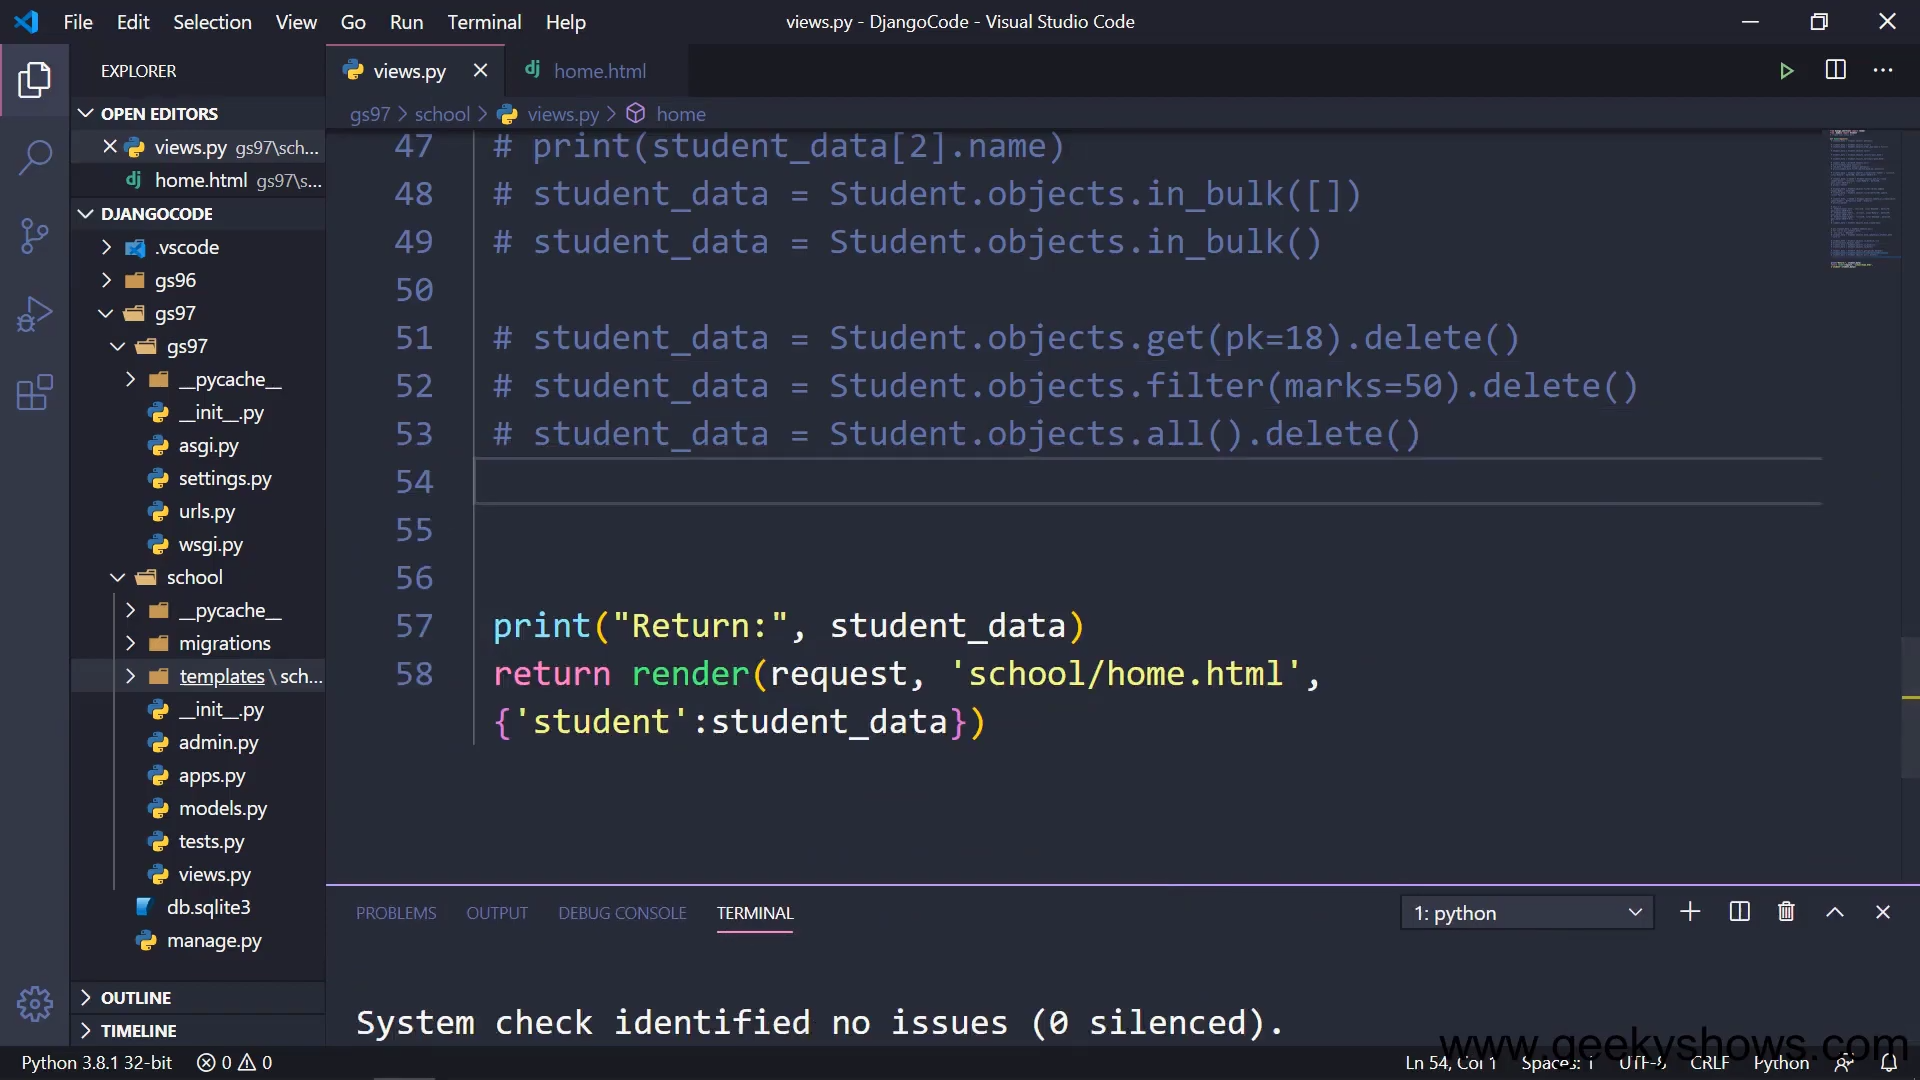 File Edit Selection View Go Run Terminal Help
views.py - DjangoCode - Visual Studio Code
EXPLORER
OPEN EDITORS
views.py gs97\sch...
home.html gs97\s...
DJANGOCODE
.vscode
gs96
gs97
gs97
__pycache__
__init__.py
asgi.py
settings.py
urls.py
wsgi.py
school
__pycache__
migrations
templates\sch...
__init__.py
admin.py
apps.py
models.py
tests.py
views.py
db.sqlite3
manage.py
OUTLINE
TIMELINE
views.py
home.html
gs97 > school > views.py > home
47 # print(student_data[2].name)
48 # student_data = Student.objects.in_bulk([])
49 # student_data = Student.objects.in_bulk()
50
51 # student_data = Student.objects.get(pk=18).delete()
52 # student_data = Student.objects.filter(marks=50).delete()
53 # student_data = Student.objects.all().delete()
54
55
56
57 print("Return:", student_data)
58 return render(request, 'school/home.html',
{'student':student_data})
PROBLEMS OUTPUT DEBUG CONSOLE TERMINAL
1: python
System check identified no issues (0 silenced).
www.geekyshows.com
Python 3.8.1 32-bit 0 0
Ln 54, Col 1 Spaces: 1 UTF-8 CRLF Python